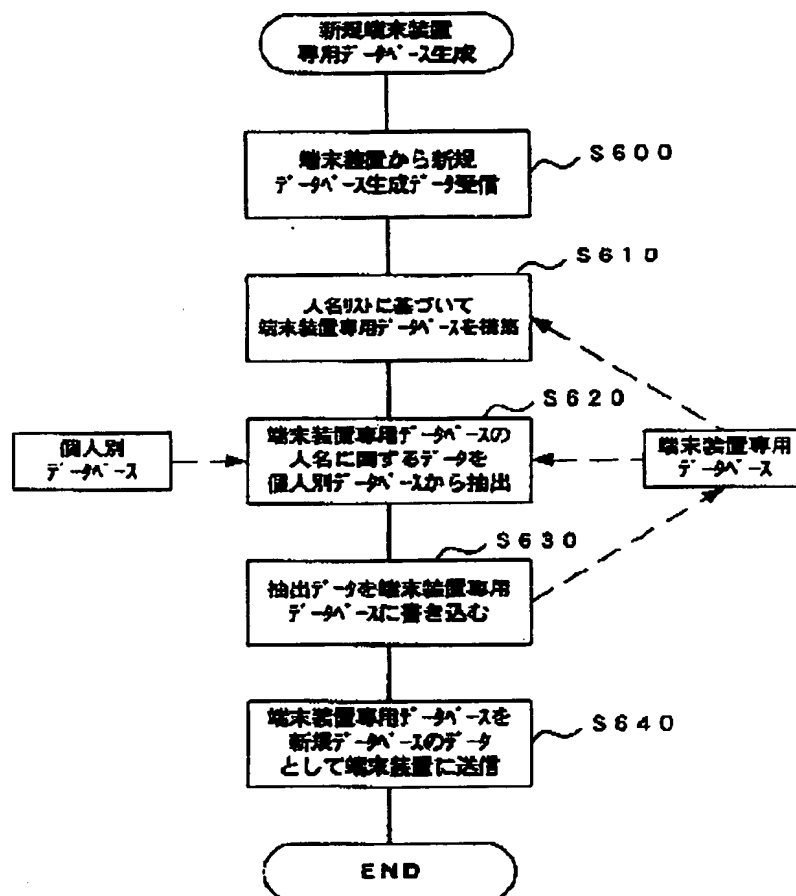 新規端末装置
専用データベース生成
端末装置から新規
データベース生成データ受信
S600
人名リストに基づいて
端末装置専用データベースを構築
S610
端末装置専用データベースの
人名に関するデータを
個人別データベースから抽出
S620
個人別
データベース
端末装置専用
データベース
抽出データを端末装置専用
データベースに書き込む
S630
端末装置専用データベースを
新規データベースのデータ
として端末装置に送信
S640
END